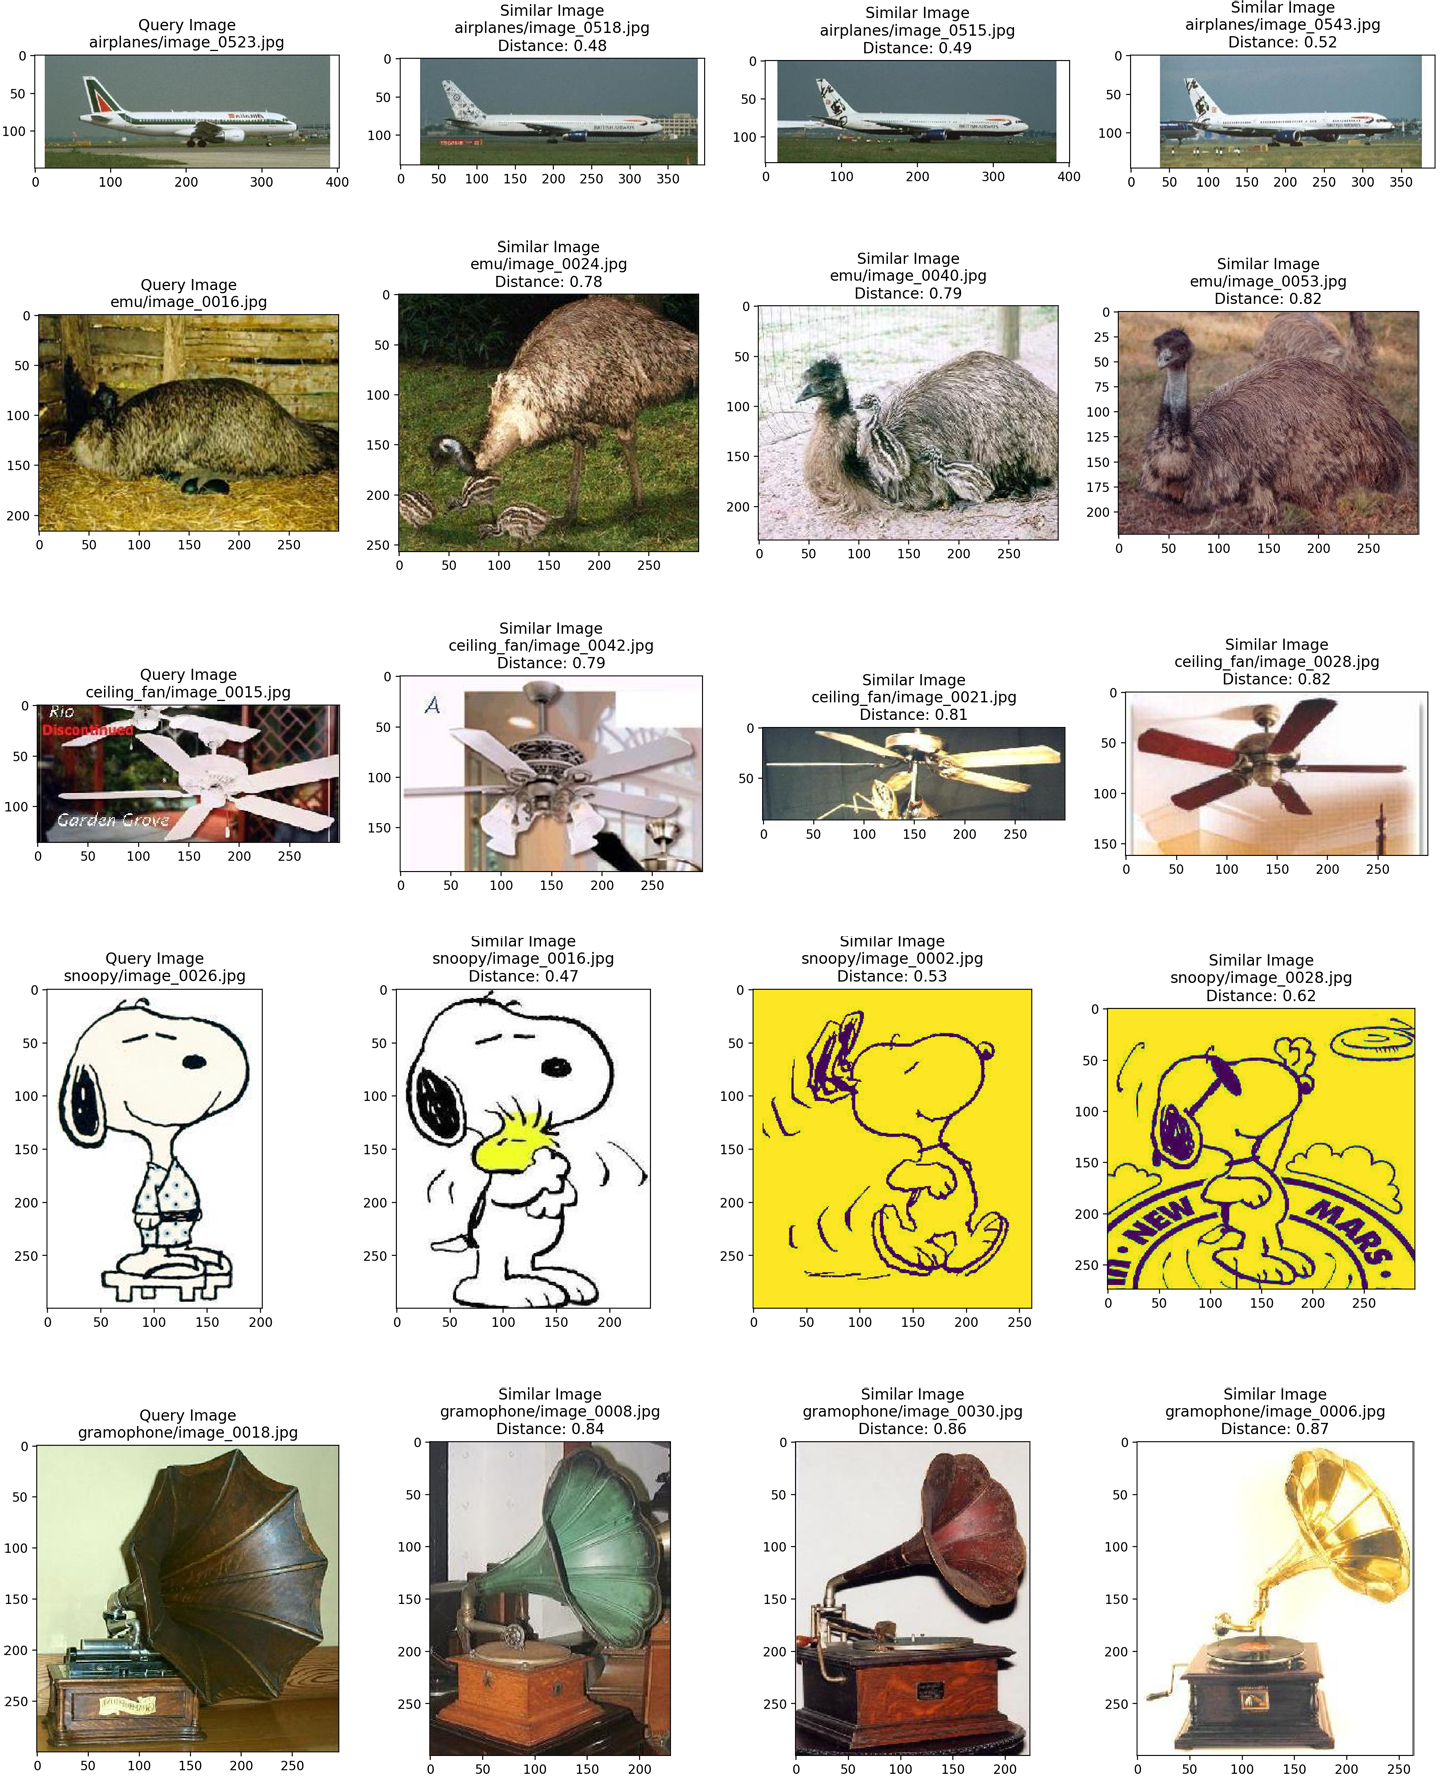 Query Image
airplanes/image_0523.jpg
Similar Image
airplanes/image_0518.jpg
Distance: 0.48
Similar Image
airplanes/image_0515.jpg
Distance: 0.49
Similar Image
airplanes/image_0543.jpg
Distance: 0.52
0
50
100
0 100 200 300 400
0
50
100
BRITISH AIRWAYS
0 50 100 150 200 250 300 350
0
50
100
BRITISH AIRWAYS
0 100 200 300 400
0
50
100
BRITISH AIRWAYS
0 50 100 150 200 250 300 350
Query Image
emu/image_0016.jpg
Similar Image
emu/image_0024.jpg
Distance: 0.78
Similar Image
emu/image_0040.jpg
Distance: 0.79
Similar Image
emu/image_0053.jpg
Distance: 0.82
0
50
100
150
200
0 50 100 150 200 250
0
50
100
150
200
250
0 50 100 150 200 250
0
50
100
150
200
0 50 100 150 200 250
0
25
50
75
100
125
150
175
200
0 50 100 150 200 250
Query Image
ceiling_fan/image_0015.jpg
Similar Image
ceiling_fan/image_0042.jpg
Distance: 0.79
Similar Image
ceiling_fan/image_0021.jpg
Distance: 0.81
Similar Image
ceiling_fan/image_0028.jpg
Distance: 0.82
0
50
100
Rio
Discontinued
Garden Grove
0 50 100 150 200 250
0
50
100
150
A
0 50 100 150 200 250
0
50
0 50 100 150 200 250
0
50
100
150
0 50 100 150 200 250
Query Image
snoopy/image_0026.jpg
Similar Image
snoopy/image_0016.jpg
Distance: 0.47
Similar Image
snoopy/image_0002.jpg
Distance: 0.53
Similar Image
snoopy/image_0028.jpg
Distance: 0.62
0
50
100
150
200
250
0 50 100 150 200
0
50
100
150
200
250
0 50 100 150 200
0
50
100
150
200
250
0 50 100 150 200 250
0
50
100
150
200
250
· NEW MARS ·
0 50 100 150 200 250
Query Image
gramophone/image_0018.jpg
Similar Image
gramophone/image_0008.jpg
Distance: 0.84
Similar Image
gramophone/image_0030.jpg
Distance: 0.86
Similar Image
gramophone/image_0006.jpg
Distance: 0.87
0
50
100
150
200
250
0 50 100 150 200 250
0
50
100
150
200
250
0 50 100 150 200
0
50
100
150
200
250
0 50 100 150 200
0
50
100
150
200
250
0 50 100 150 200 250